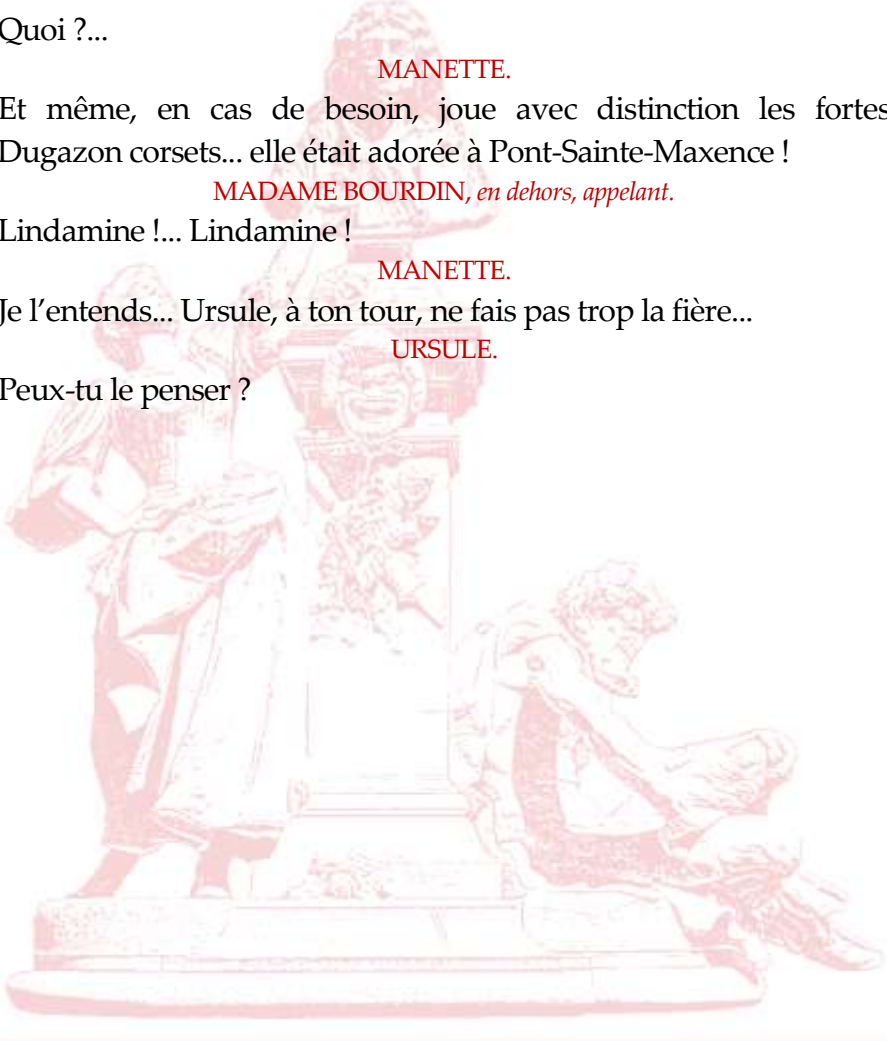 Quoi ?...
MANETTE.
Et même, en cas de besoin, joue avec distinction les fortes
Dugazon corsets... elle était adorée à Pont-Sainte-Maxence !
MADAME BOURDIN, en dehors, appelant.
Lindamine !... Lindamine !
MANETTE.
Je l’entends... Ursule, à ton tour, ne fais pas trop la fière...
URSULE.
Peux-tu le penser ?